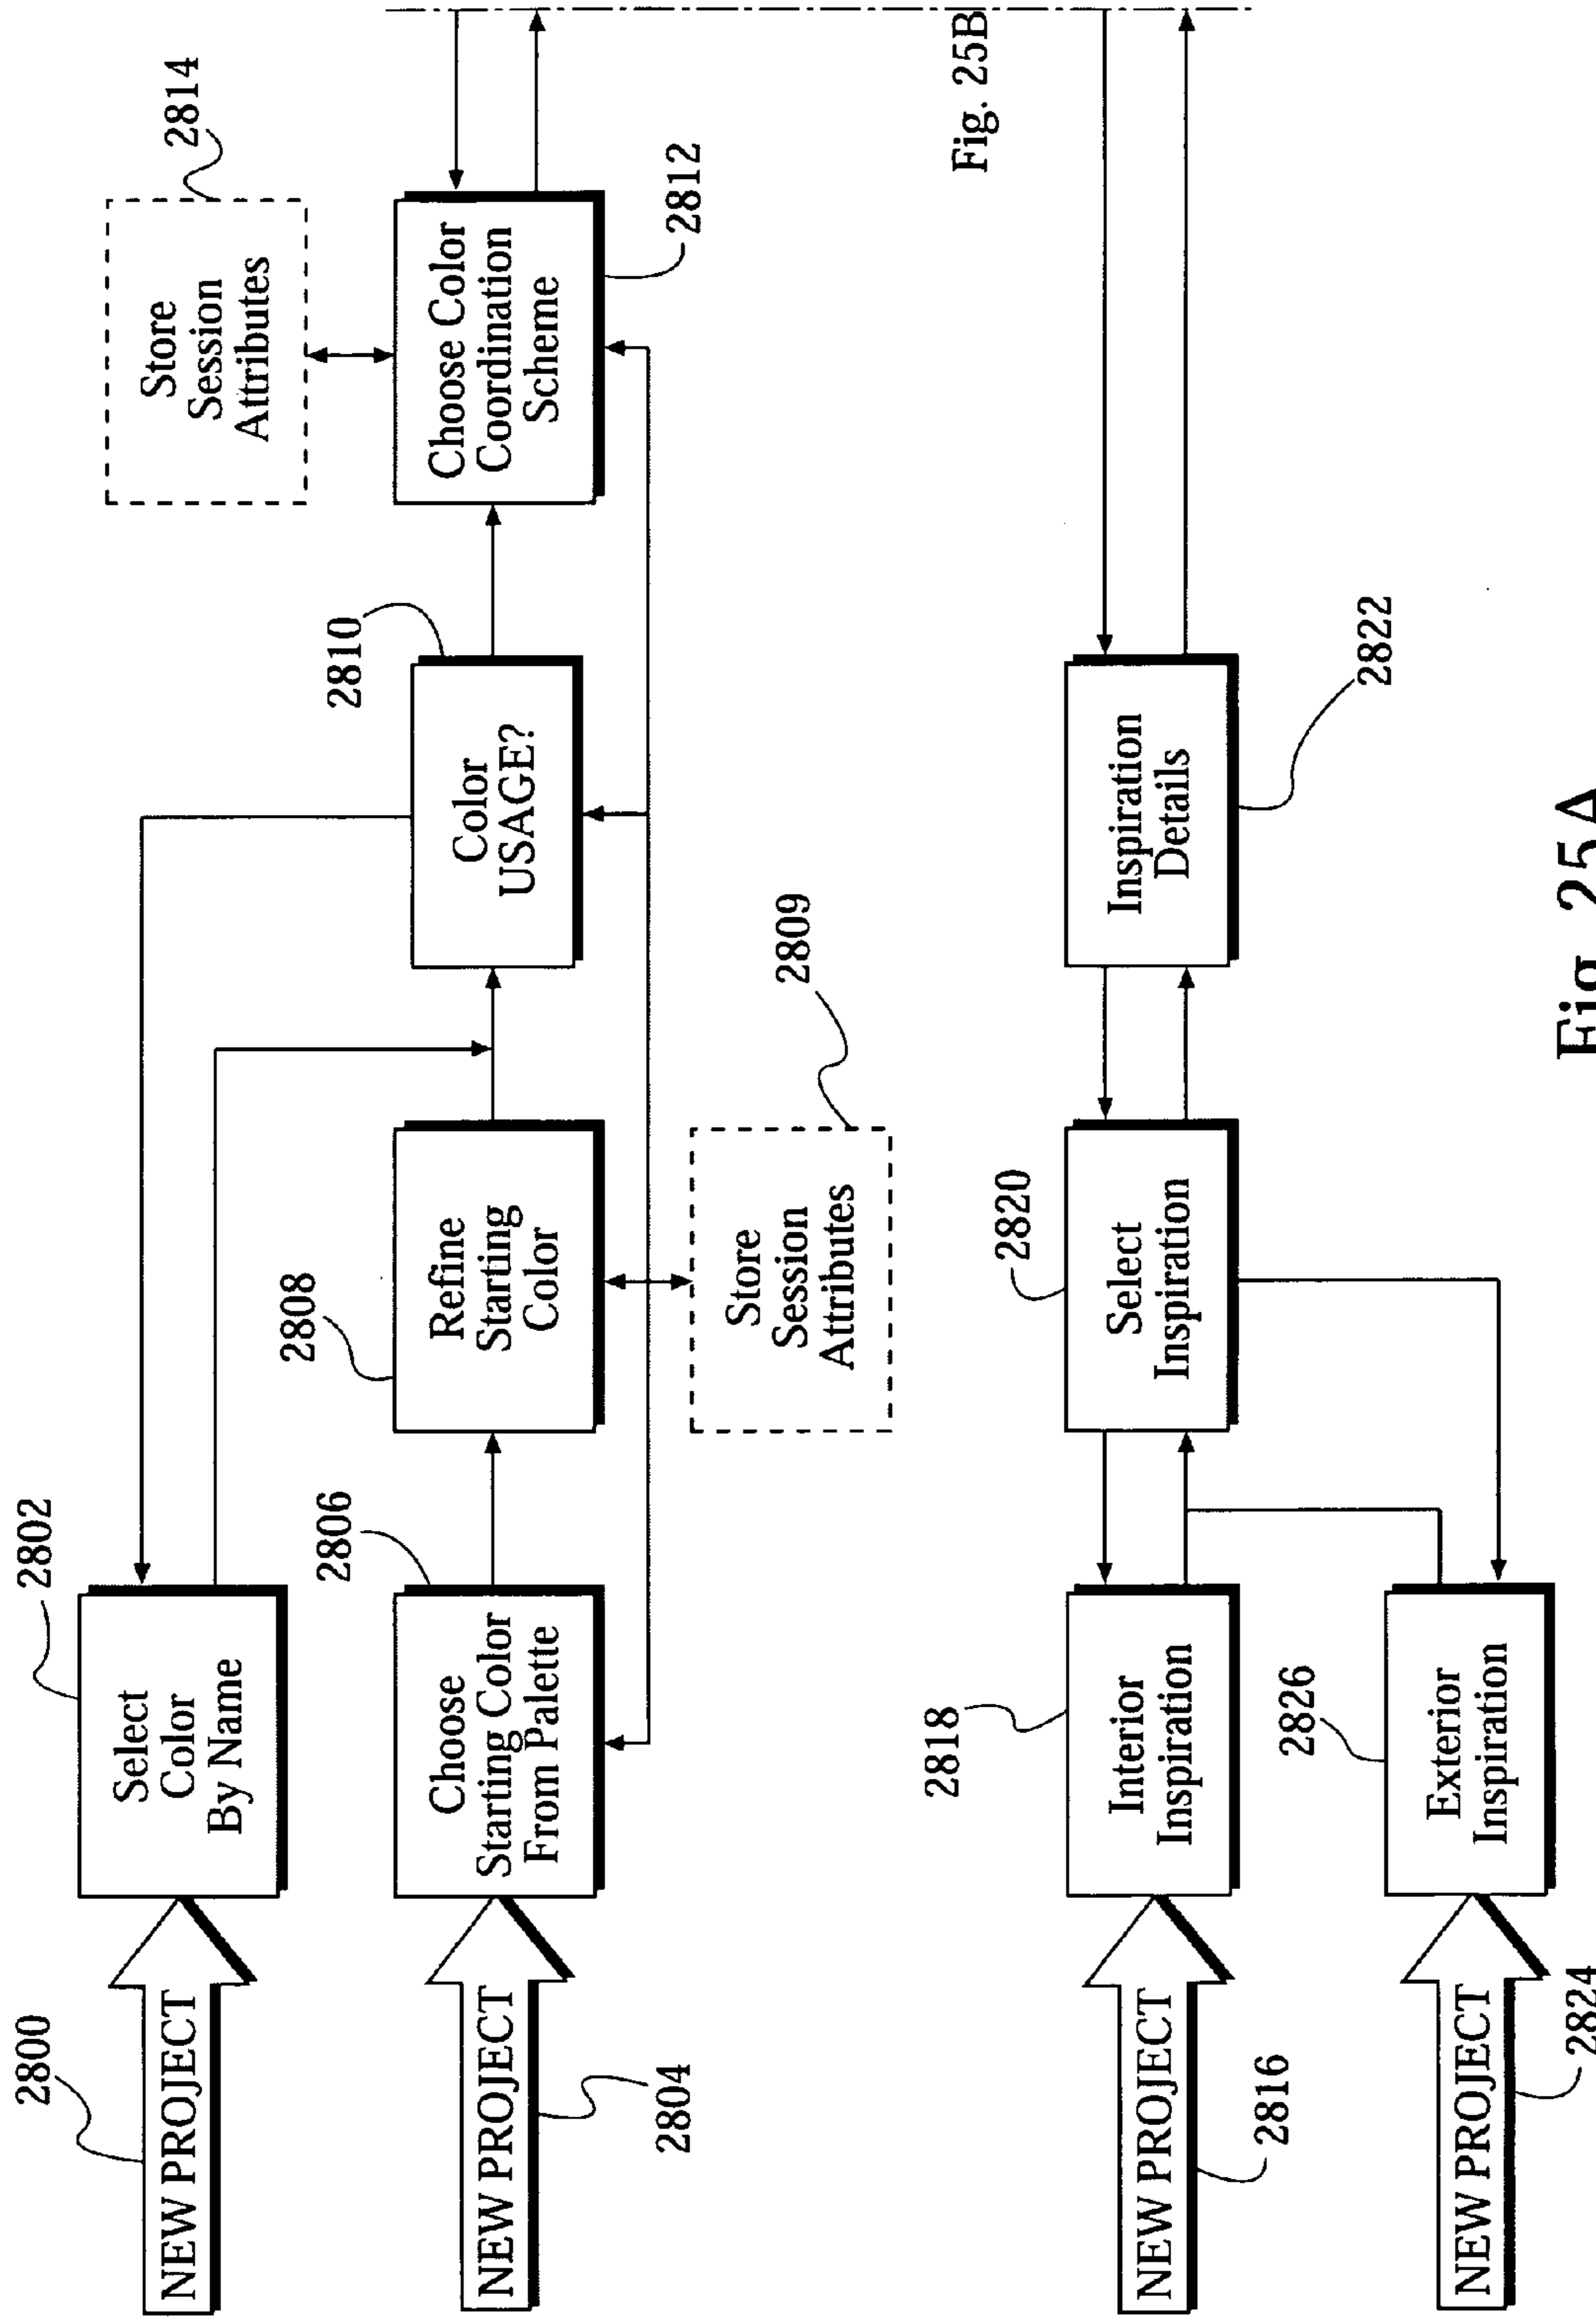 2800
NEW PROJECT
2802
Select
Color
By Name
2804
NEW PROJECT
2806
Choose
Starting Color
From Palette
2808
Refine
Starting
Color
2809
Store
Session
Attributes
2810
Color
USAGE?
2812
Choose Color
Coordination
Scheme
2814
Store
Session
Attributes
Fig. 25B
2816
NEW PROJECT
2818
Interior
Inspiration
2820
Select
Inspiration
2822
Inspiration
Details
2824
NEW PROJECT
2826
Exterior
Inspiration
Fig. 25A